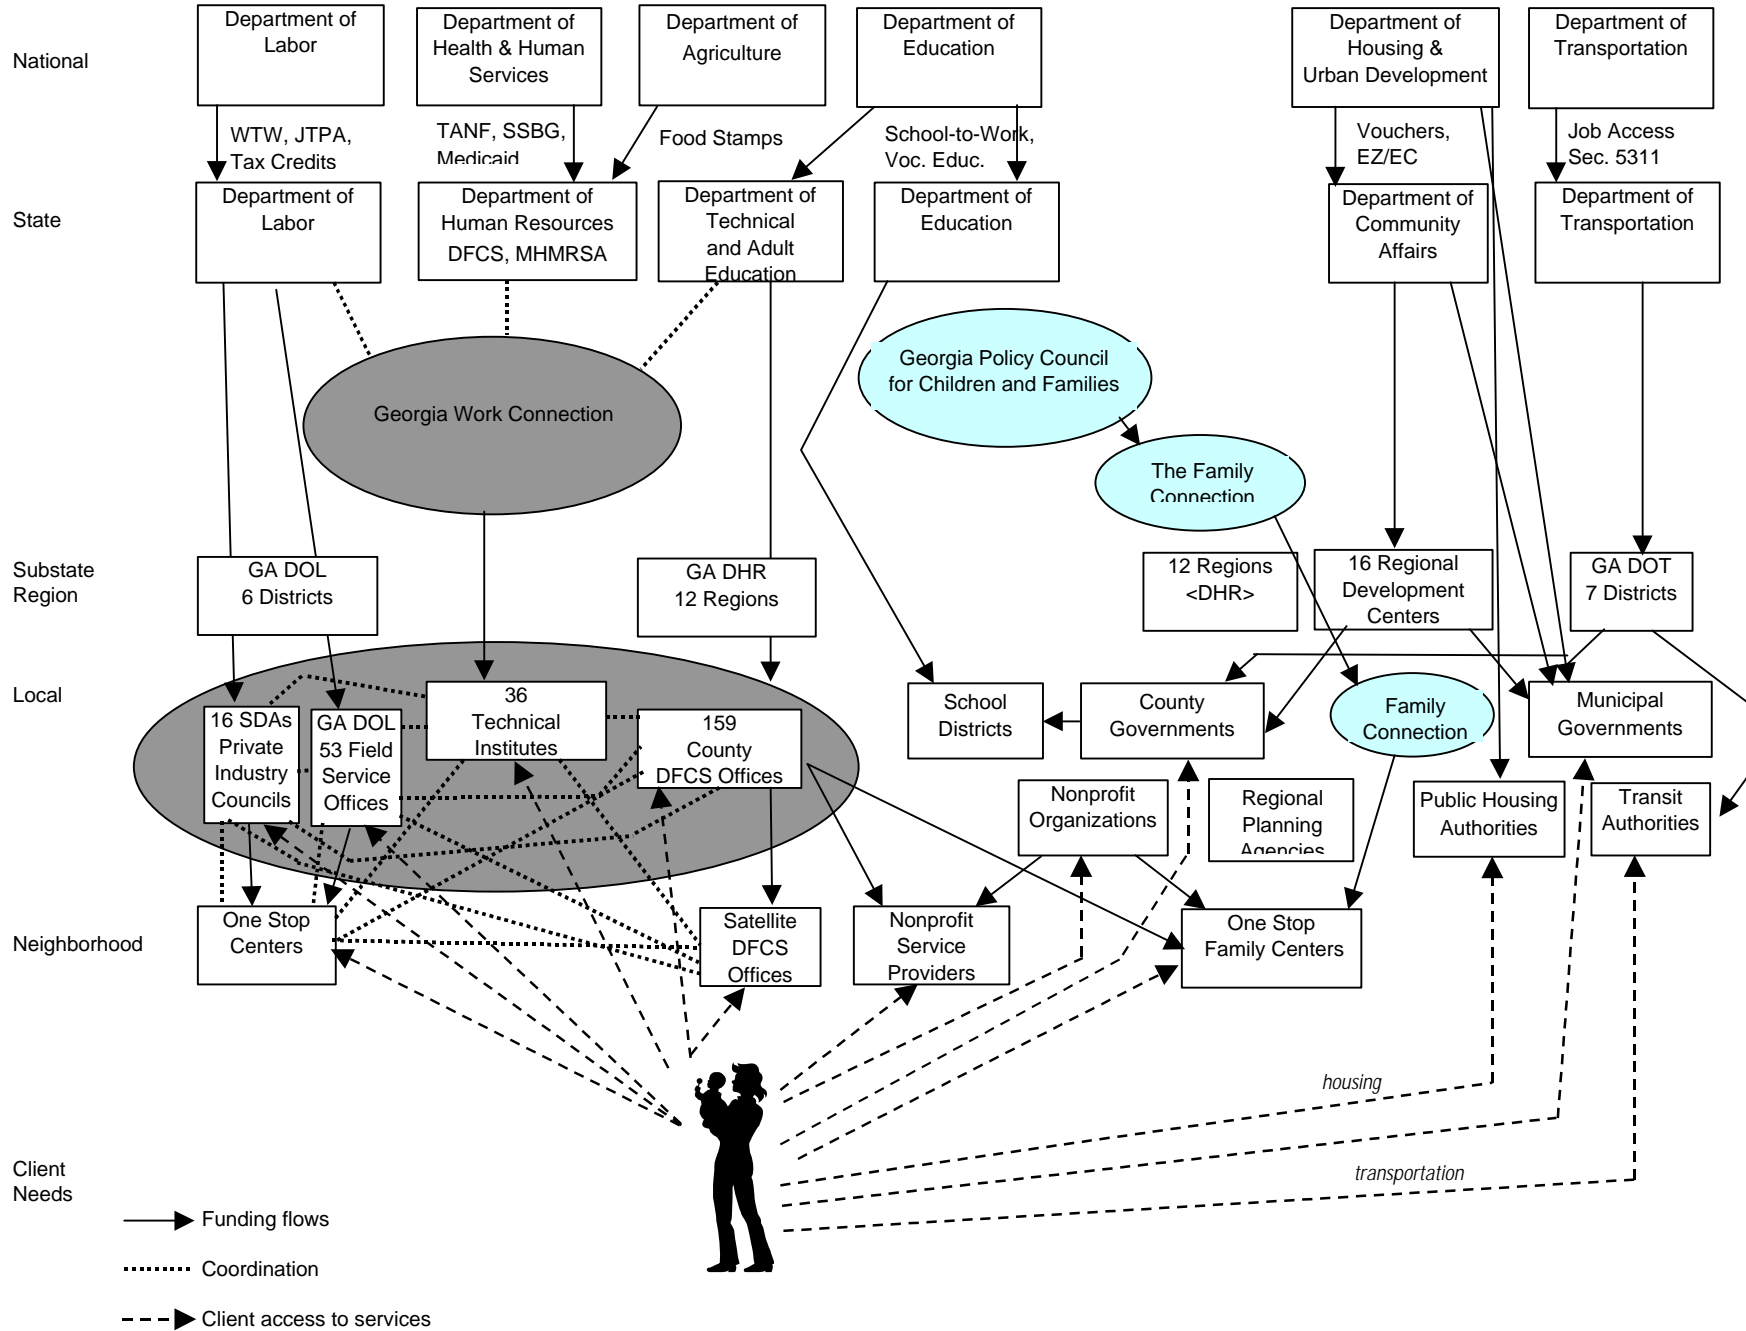 National
Department of
Labor
Department of
Health & Human
Services
Department of
Agriculture
Department of
Education
Department of
Housing &
Urban Development
Department of
Transportation
WTW, JTPA,
Tax Credits
TANF, SSBG,
Medicaid
Food Stamps
School-to-Work,
Voc. Educ.
Vouchers,
EZ/EC
Job Access
Sec. 5311
State
Department of
Labor
Department of
Human Resources
DFCS, MHMRSA
Department of
Technical
and Adult
Education
Department of
Education
Department of
Community
Affairs
Department of
Transportation
Georgia Work Connection
Georgia Policy Council
for Children and Families
The Family
Connection
Substate
Region
GA DOL
6 Districts
GA DHR
12 Regions
12 Regions
<DHR>
16 Regional
Development
Centers
GA DOT
7 Districts
Local
16 SDAs
Private
Industry
Councils
GA DOL
53 Field
Service
Offices
36
Technical
Institutes
159
County
DFCS Offices
School
Districts
County
Governments
Family
Connection
Municipal
Governments
Nonprofit
Organizations
Regional
Planning
Agencies
Public Housing
Authorities
Transit
Authorities
Neighborhood
One Stop
Centers
Satellite
DFCS
Offices
Nonprofit
Service
Providers
One Stop
Family Centers
housing
transportation
Client
Needs
Funding flows
Coordination
Client access to services